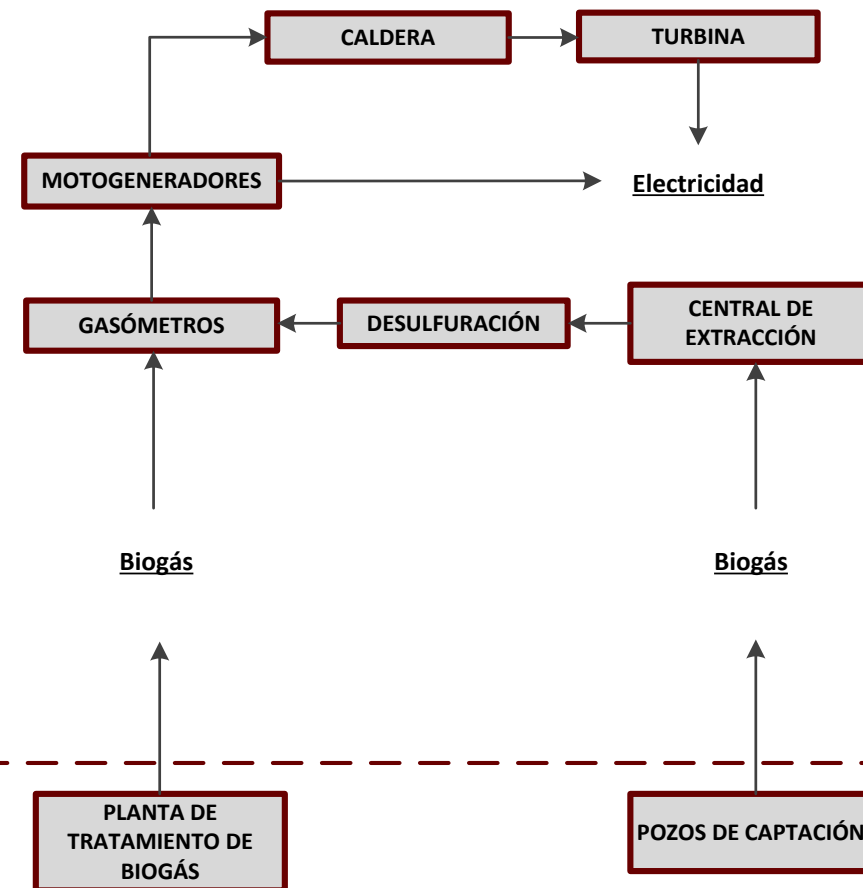 CALDERA
TURBINA
MOTOGENERADORES
Electricidad
GASÓMETROS
DESULFURACIÓN
CENTRAL DE
EXTRACCIÓN
Biogás
Biogás
PLANTA DE
TRATAMIENTO DE
BIOGÁS
POZOS DE CAPTACIÓN